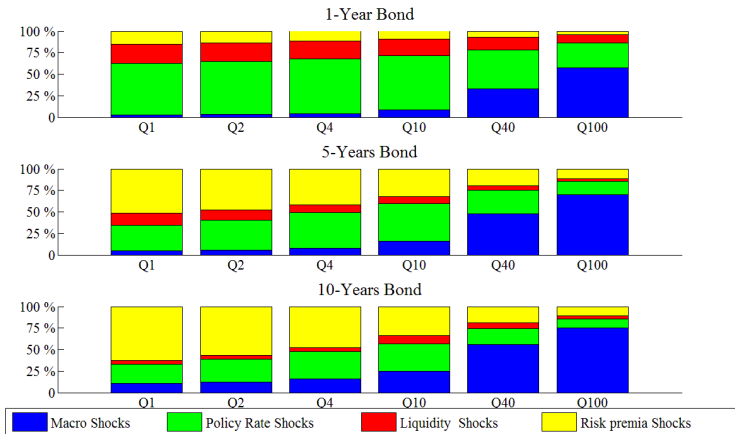 1-Year Bond
100 %
75 %
50 %
25 %
0
Q1 Q2 Q4 Q10 Q40 Q100
5-Years Bond
100 %
75 %
50 %
25 %
0
Q1 Q2 Q4 Q10 Q40 Q100
10-Years Bond
100 %
75 %
50 %
25 %
0
Q1 Q2 Q4 Q10 Q40 Q100
Macro Shocks Policy Rate Shocks Liquidity Shocks Risk premia Shocks